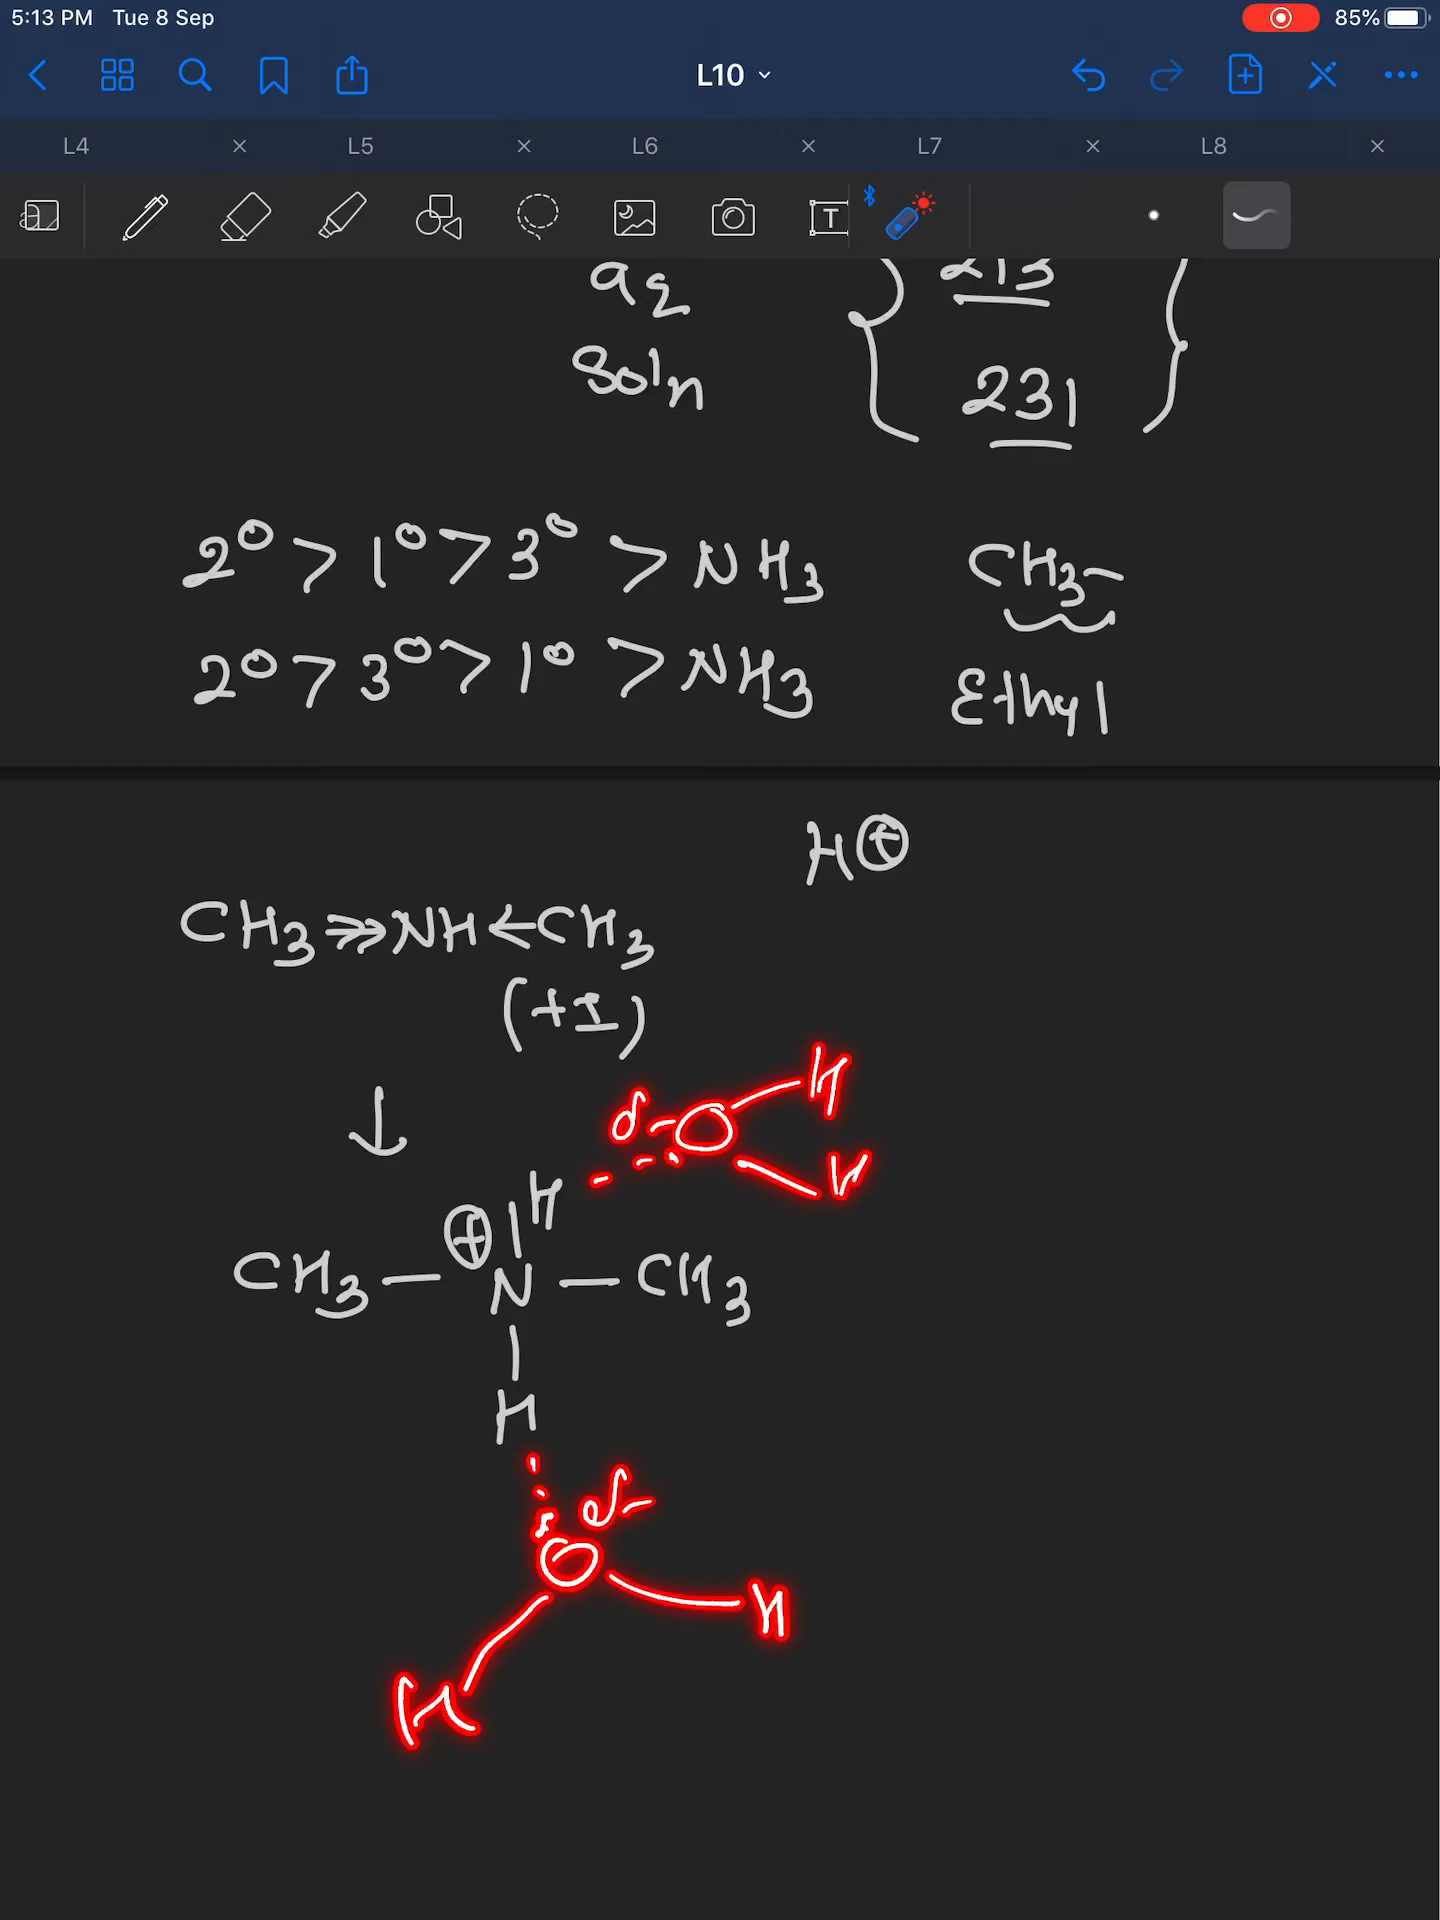 5:13 PM Tue 8 Sep 85%
L10
L4 × L5 × L6 × L7 × L8 ×
T
aq 213
Soln 231
2° > 1° > 3° > NH3 CH3-
2° > 3° > 1° > NH3 Ethyl
H⊕
CH3⋙NH←CH3
(+I)
↓
δ- O H
H
H
CH3 — ⊕N — CH3
H
δ-
O
H
H